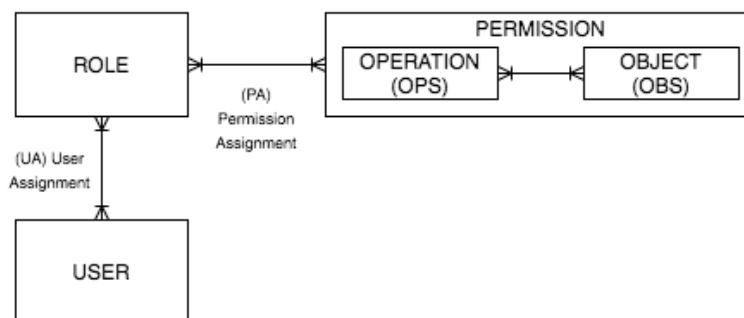 PERMISSION
ROLE
OPERATION
(OPS)
OBJECT
(OBS)
(PA)
Permission
Assignment
(UA) User
Assignment
USER